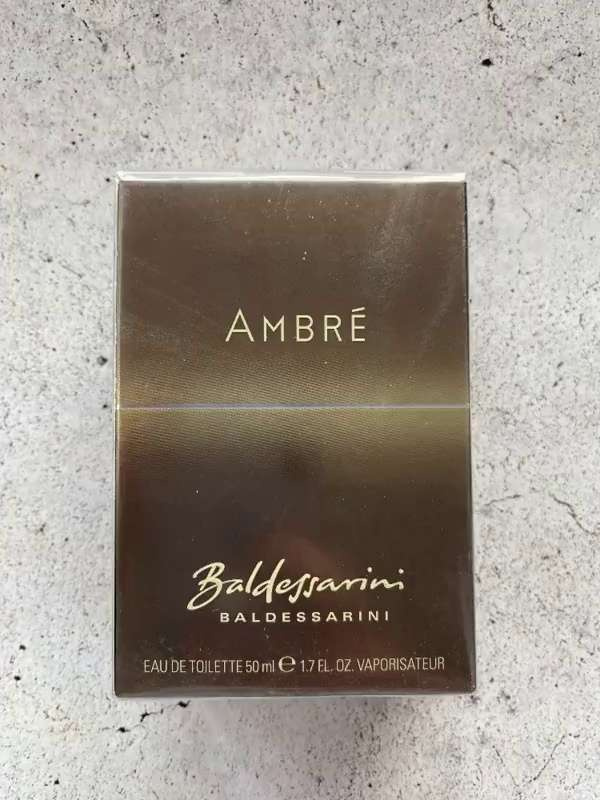 AMBRÉ
Baldessarini
BALDESSARINI
EAU DE TOILETTE 50 ml ℮ 1.7 FL. OZ. VAPORISATEUR